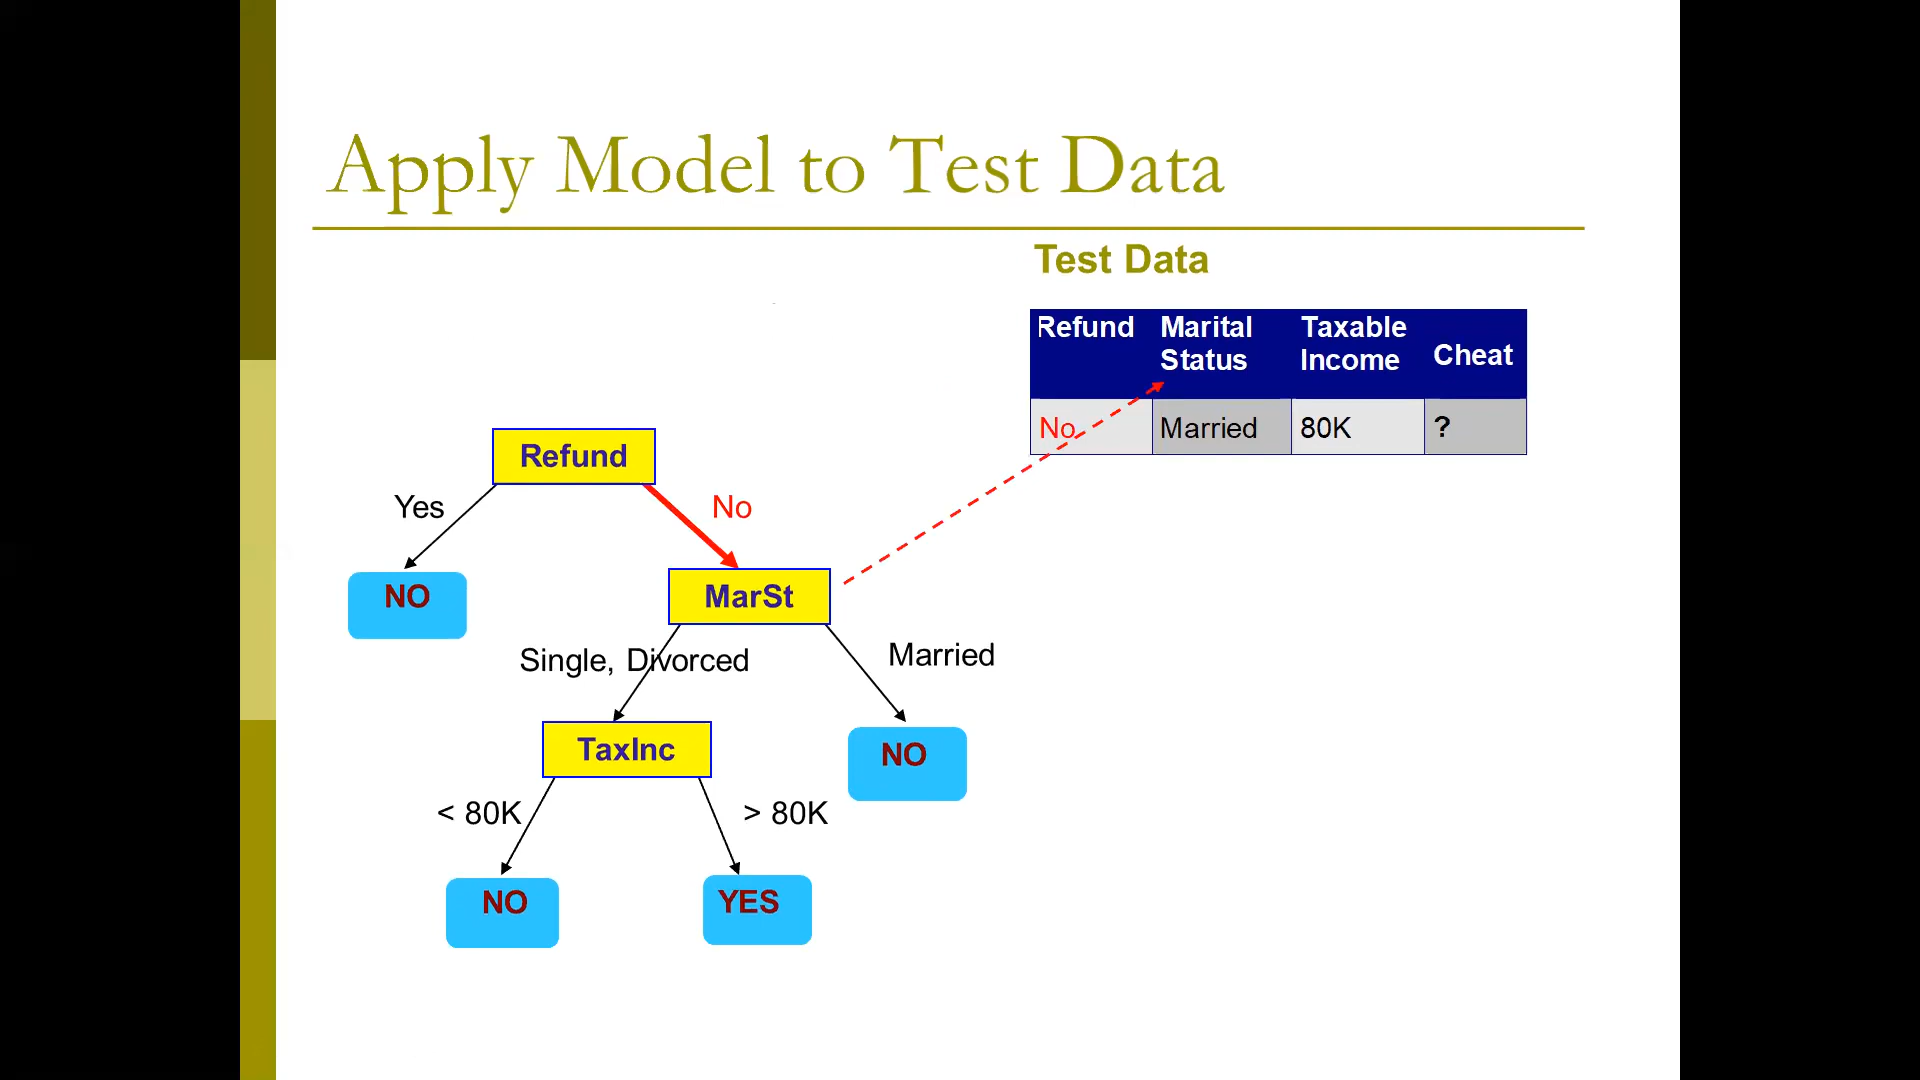 Apply Model to Test Data
Test Data
Refund Marital Status Taxable Income Cheat
No Married 80K ?
Refund
Yes No
NO
MarSt
Single, Divorced Married
TaxInc
NO
< 80K > 80K
NO YES